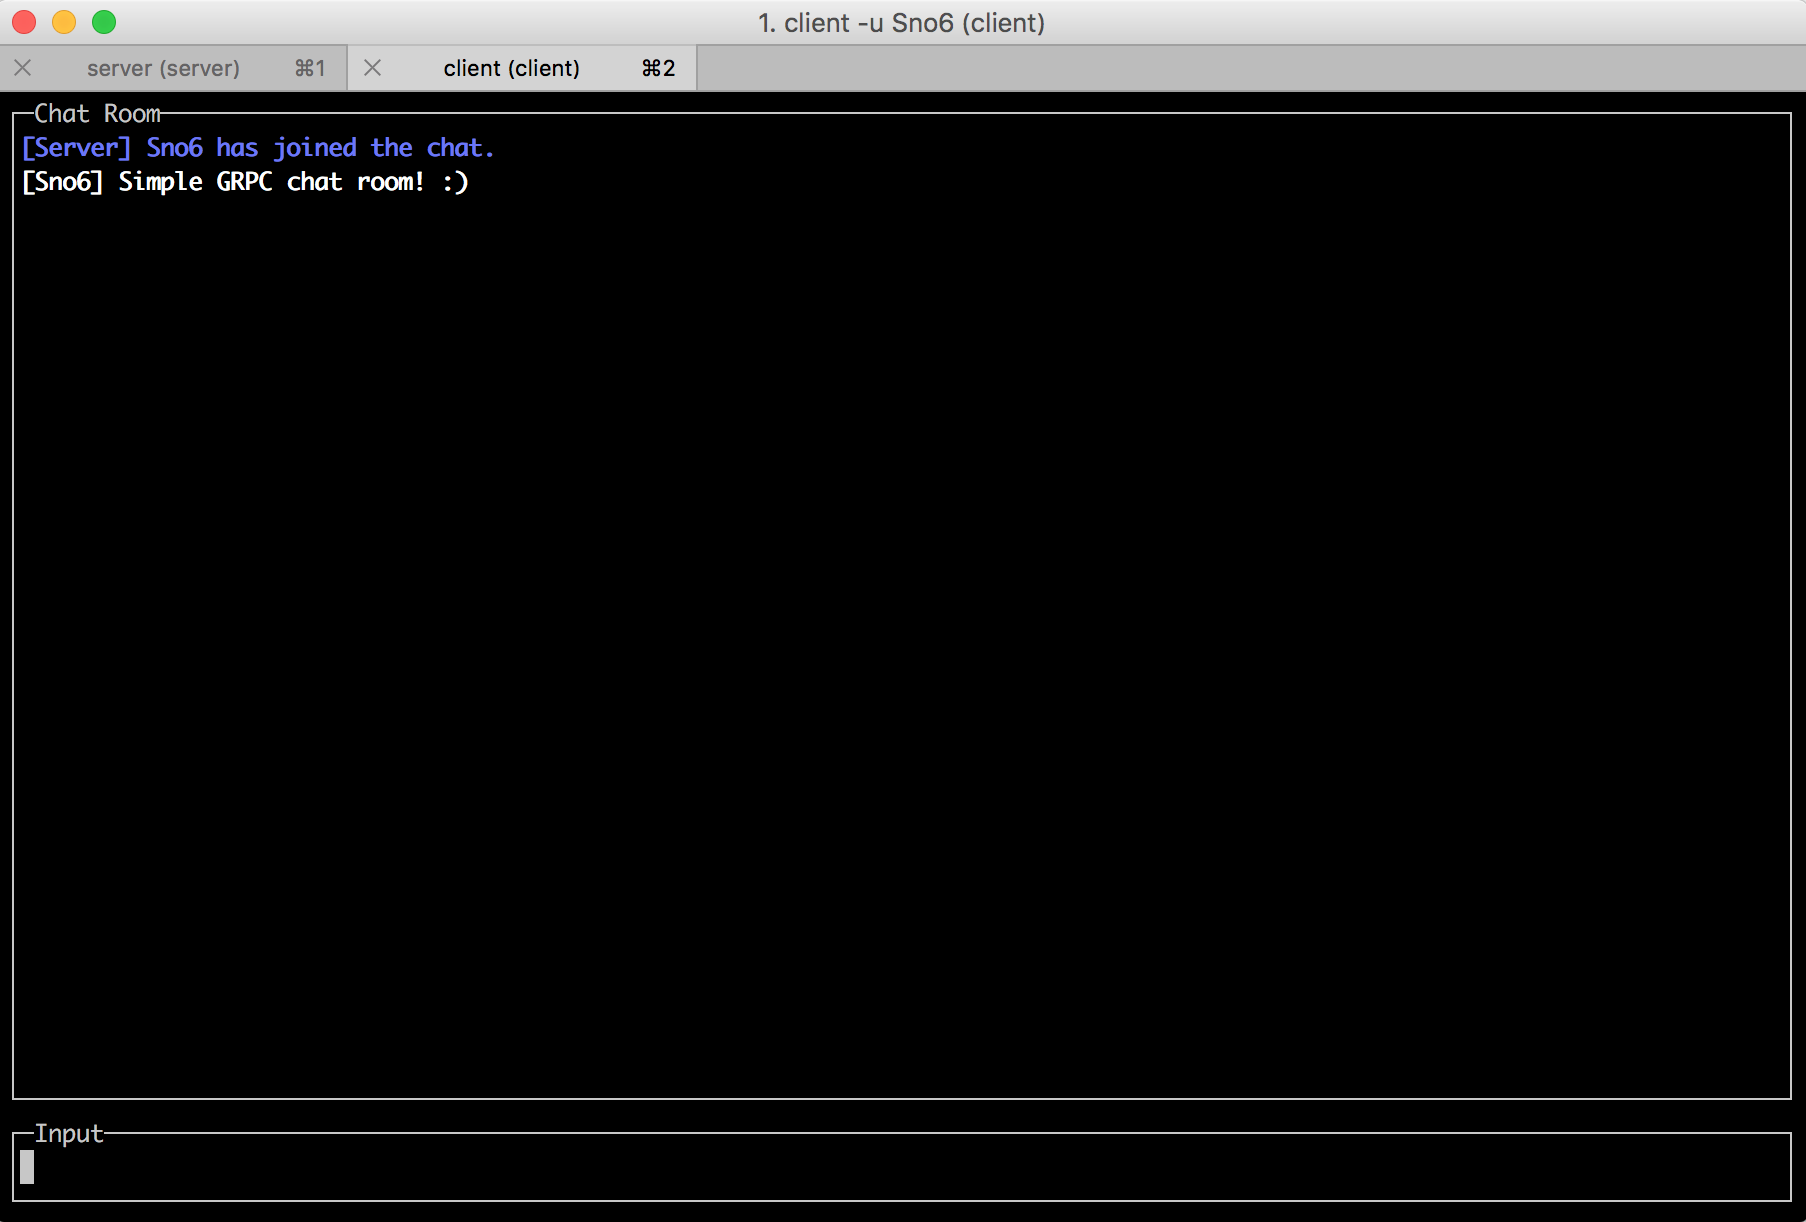 1. client -u Sno6 (client)
server (server) ⌘1 client (client) ⌘2
Chat Room
[Server] Sno6 has joined the chat.
[Sno6] Simple GRPC chat room! :)
Input